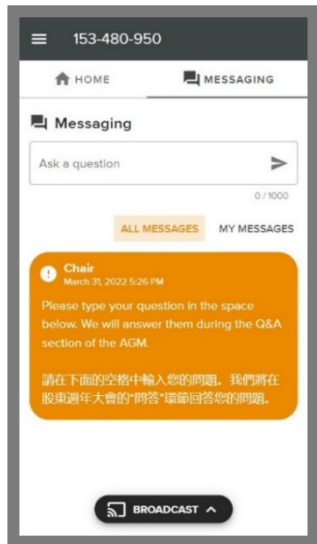 153-480-950
HOME
MESSAGING
Messaging
Ask a question
0 / 1000
ALL MESSAGES
MY MESSAGES
Chair
March 31, 2022 5:26 PM
Please type your question in the space
below. We will answer them during the Q&A
section of the AGM.
請在下面的空格中輸入您的問題。我們將在
股東週年大會的"問答"環節回答您的問題。
BROADCAST